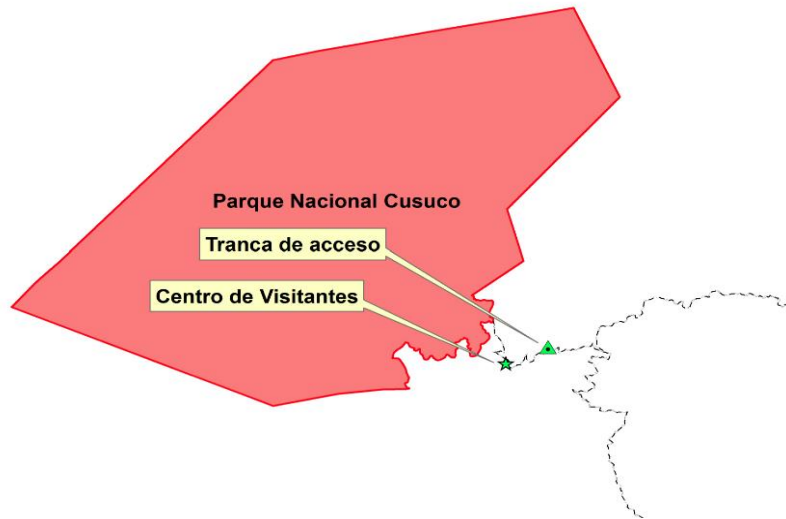 Parque Nacional Cusuco
Tranca de acceso
Centro de Visitantes